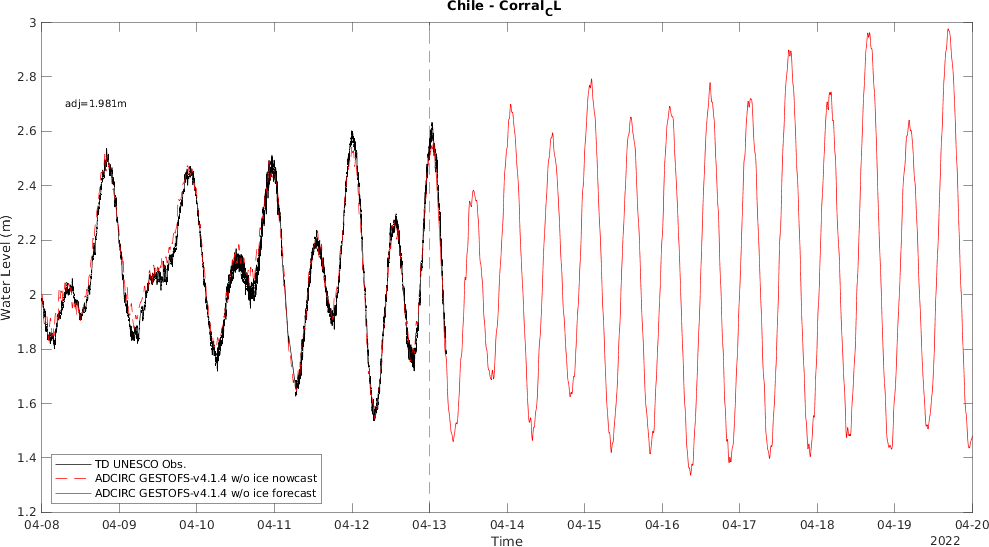 Chile - Corral_CL
adj=1.981m
Water Level (m)
3
2.8
2.6
2.4
2.2
2
1.8
1.6
1.4
1.2
TD UNESCO Obs.
ADCIRC GESTOFS-v4.1.4 w/o ice nowcast
ADCIRC GESTOFS-v4.1.4 w/o ice forecast
04-08 04-09 04-10 04-11 04-12 04-13 04-14 04-15 04-16 04-17 04-18 04-19 04-20
Time
2022